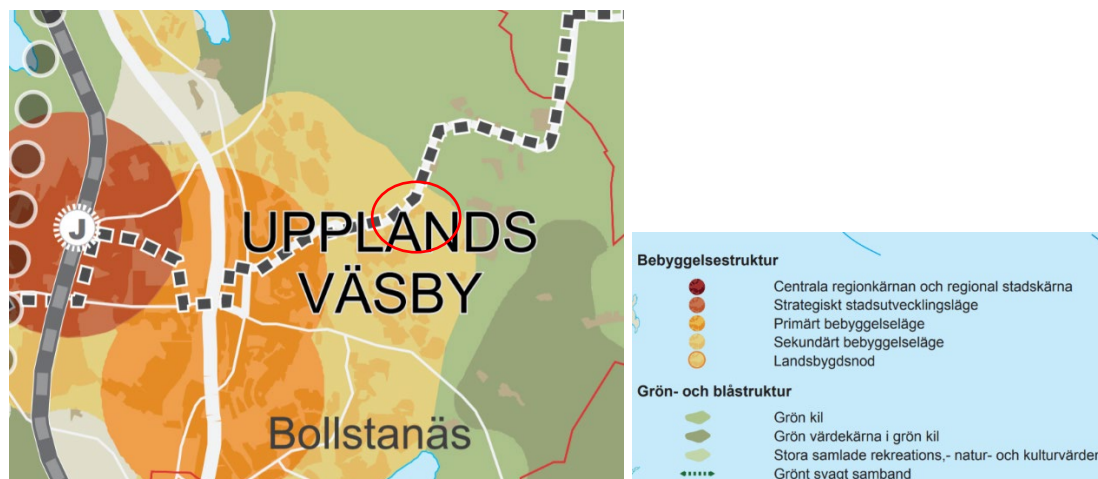 J
UPPLANDS
VÄSBY
Bollstanäs
Bebyggelsestruktur
Centrala regionkärnan och regional stadskärna
Strategiskt stadsutvecklingsläge
Primärt bebyggelseläge
Sekundärt bebyggelseläge
Landsbygdsnod
Grön- och blåstruktur
Grön kil
Grön värdekärna i grön kil
Stora samlade rekreations,- natur- och kulturvärden
Grönt svagt samband